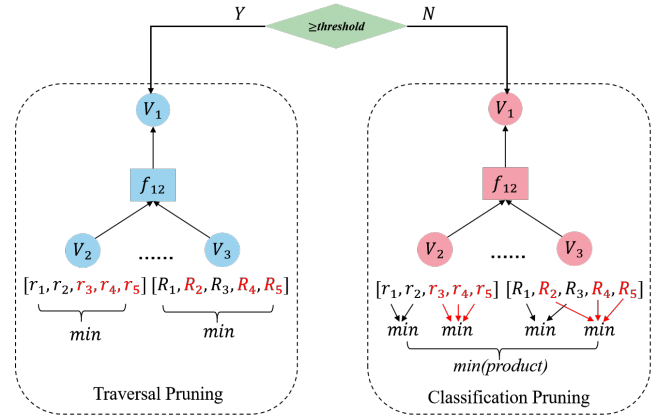 Y
≥threshold
N
V₁
f₁₂
V₂
......
V₃
[r₁, r₂, r₃, r₄, r₅] [R₁, R₂, R₃, R₄, R₅]
min
min
Traversal Pruning
V₁
f₁₂
V₂
......
V₃
[r₁, r₂, r₃, r₄, r₅] [R₁, R₂, R₃, R₄, R₅]
min min min min
min(product)
Classification Pruning